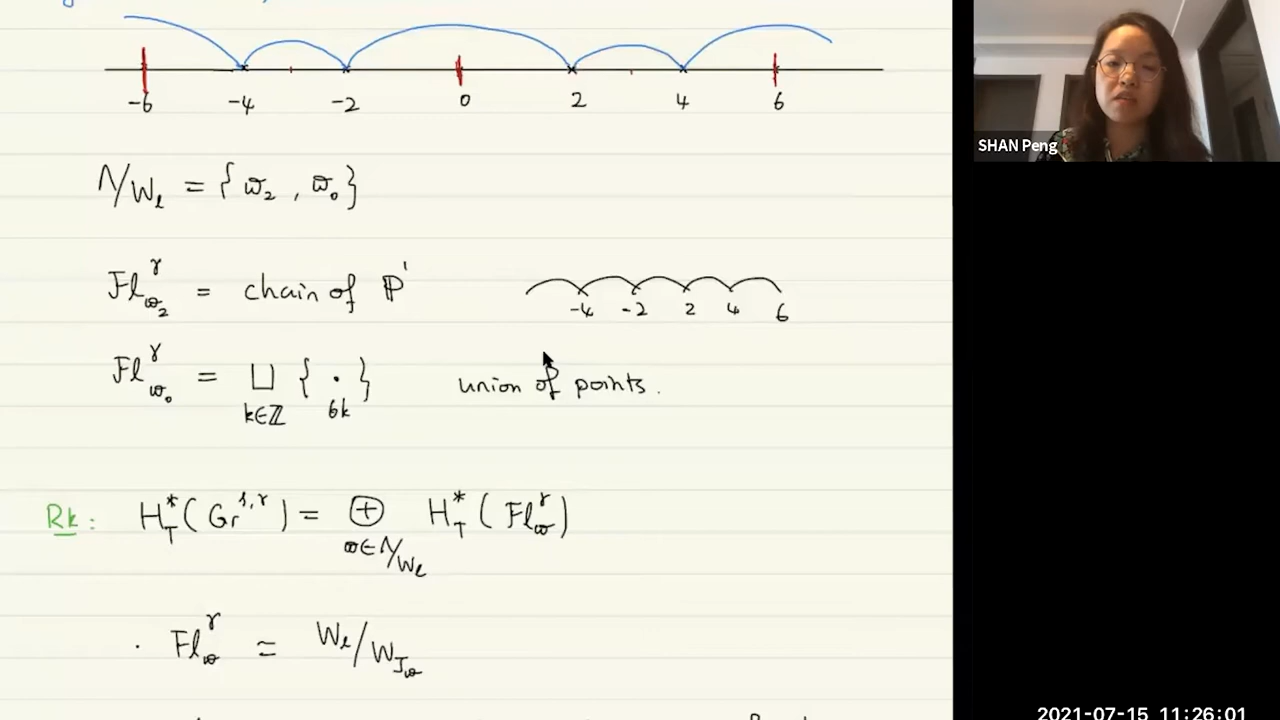 -6 -4 -2 0 2 4 6
Λ/W_ℓ = { ϖ_2 , ϖ_0 }
Fl^γ_{ϖ_2} = chain of ℙ^1
-4 -2 2 4 6
Fl^γ_{ϖ_0} = ⊔_{k∈ℤ} { · }_{6k} union of points.
Rk: H^*_T ( Gr^{s,γ} ) = ⊕_{ϖ∈Λ/W_ℓ} H^*_T ( Fl^γ_ϖ )
· Fl^γ_ϖ = W_ℓ/W_{J_ϖ}
SHAN Peng
2021-07-15 11:26:01